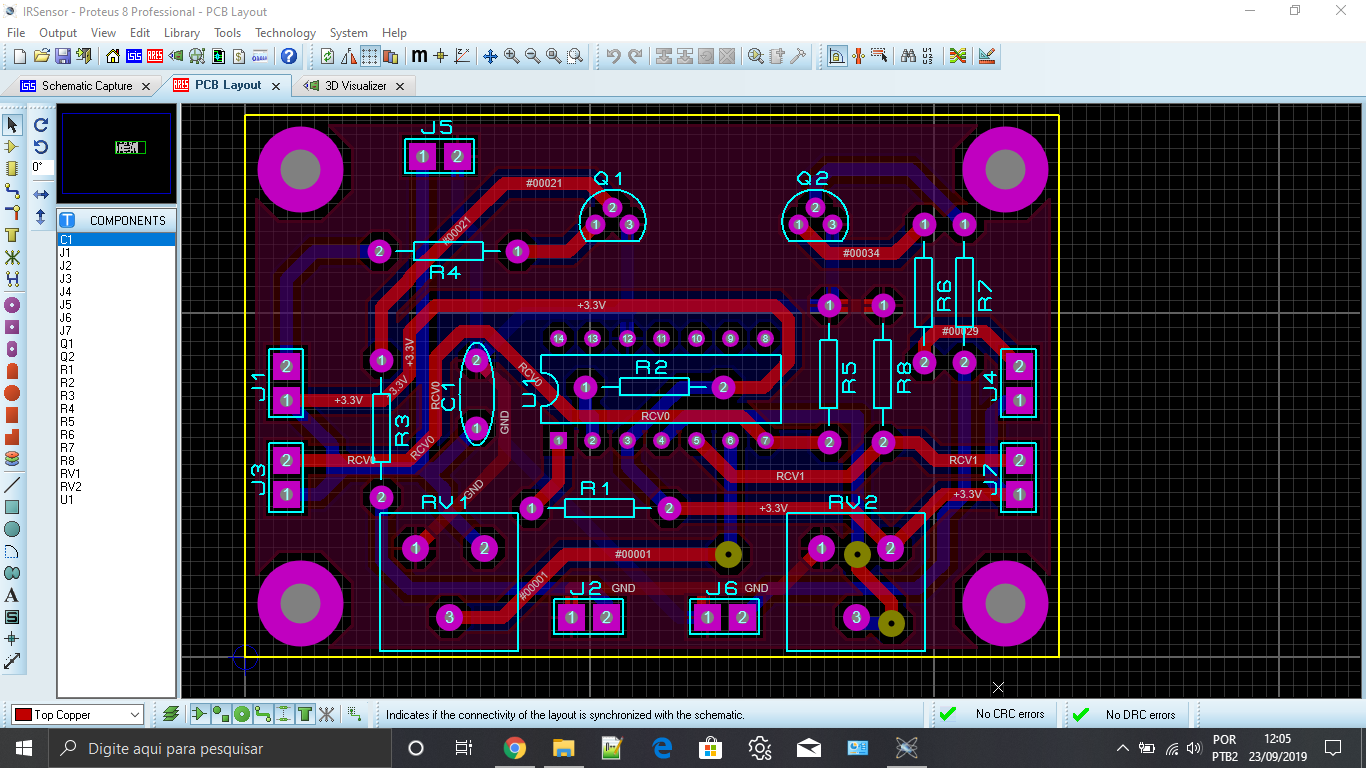 IRSensor - Proteus 8 Professional - PCB Layout
File Output View Edit Library Tools Technology System Help
Schematic Capture PCB Layout 3D Visualizer
0°
COMPONENTS
C1
J1
J2
J3
J4
J5
J6
J7
Q1
Q2
R1
R2
R3
R4
R5
R6
R7
R8
RV1
RV2
U1
J5
1 2
Q1 Q2
#00021
2 2
1 3 1 3 1 1
#00021
2 1
R4
#00034
R6 R7
+3.3V
1 1
#00029
14 13 12 11 10 9 8
+3.3V
1 2 2 2
J1 2 2 J4
RCV0
R2
1 2
R5 R8
+3.3V +3.3V
1 1
RCV0
C1 U1
RCV0
GND
R3
1
1 2 3 4 5 6 7
2 2
RCV0 RCV0
J3 2 2 J7
RCV1 RCV1
1 1
GND
R1
+3.3V
2
RV1 RV2
1 2
+3.3V
1 2 1 2
#00001
#00001
J2 GND J6 GND
3 1 2 1 2 3
Top Copper
Indicates if the connectivity of the layout is synchronized with the schematic.
No CRC errors
No DRC errors
Digite aqui para pesquisar
POR
PTB2
12:05
23/09/2019